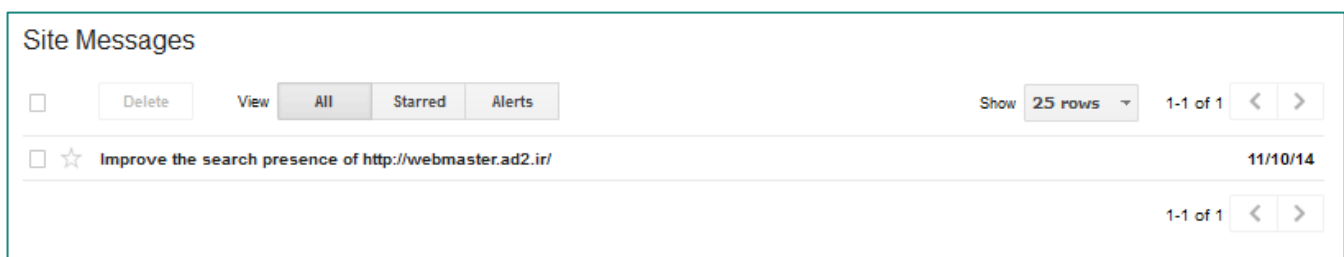 Site Messages
Delete View All Starred Alerts Show 25 rows 1-1 of 1
Improve the search presence of http://webmaster.ad2.ir/ 11/10/14
1-1 of 1